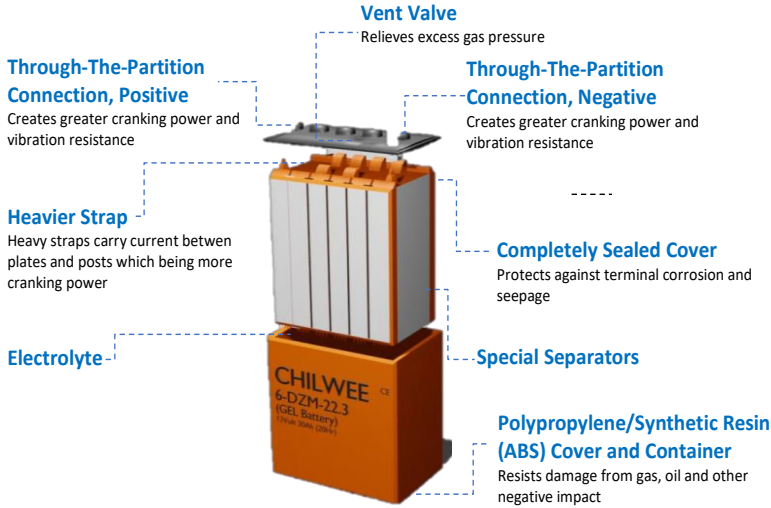 Vent Valve
Relieves excess gas pressure
Through-The-Partition
Connection, Positive
Creates greater cranking power and
vibration resistance
Through-The-Partition
Connection, Negative
Creates greater cranking power and
vibration resistance
Heavier Strap
Heavy straps carry current betwen
plates and posts which being more
cranking power
Completely Sealed Cover
Protects against terminal corrosion and
seepage
Electrolyte
Special Separators
CHILWEE
CE
6-DZM-22.3
(GEL Battery)
12Volt 30Ah (20Hr)
Polypropylene/Synthetic Resin
(ABS) Cover and Container
Resists damage from gas, oil and other
negative impact